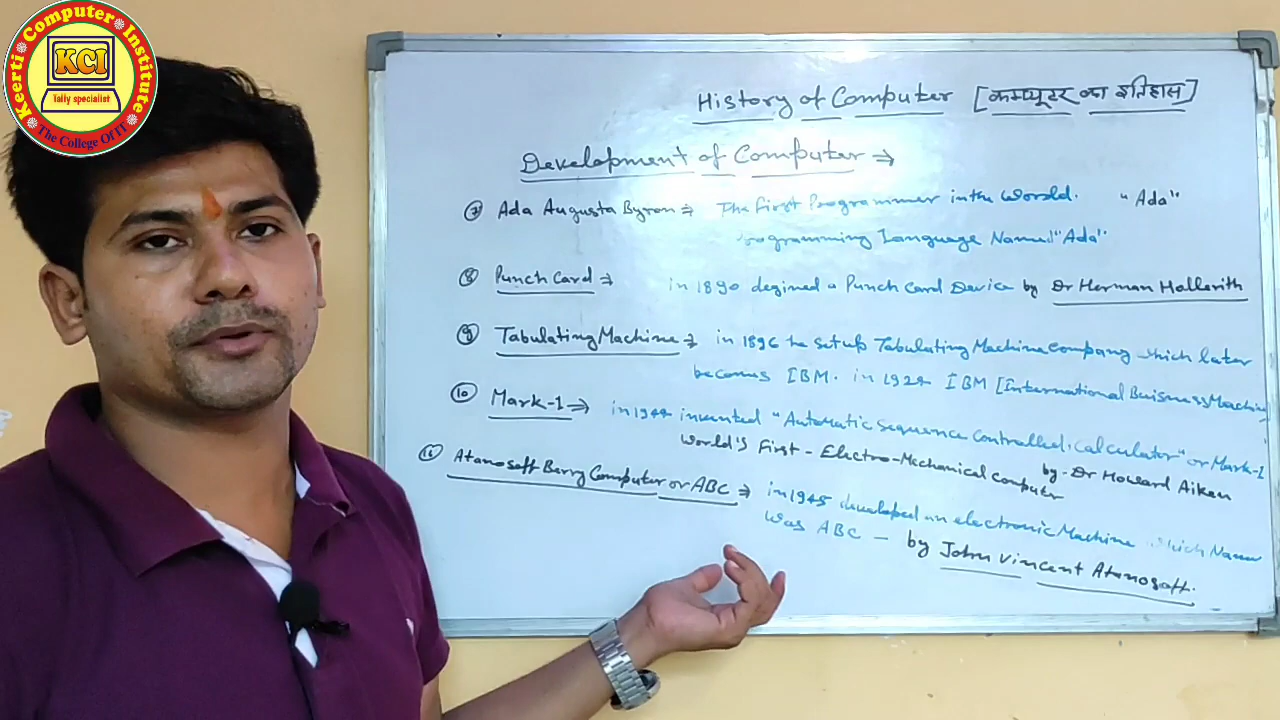 Keerti Computer Institute
KCI
Tally specialist
The College Of IT
History of Computer [कम्प्यूटर का इतिहास]
Development of Computer ⇒
⑦ Ada Augusta Byron ⇒ The First Programmer in the World. "Ada"
Programming Language Named "Ada"
⑧ Punch Card ⇒ in 1890 degined a Punch Card Device by Dr Herman Hollerith
⑨ Tabulating Machine ⇒ in 1896 he setup Tabulating Machine Company which later
becomes IBM. in 1924 IBM [International Buisness Machine
⑩ Mark-1 ⇒ in 1944 invented "Automatic Sequence Controlled. Calculator" or Mark-1
World's First - Electro-Mechanical computer by - Dr Howard Aiken
Atanosoff Berry Computer or ABC ⇒ in 1945 developed an electronic Machine which Name
was ABC - by John Vincent Atanosoff.